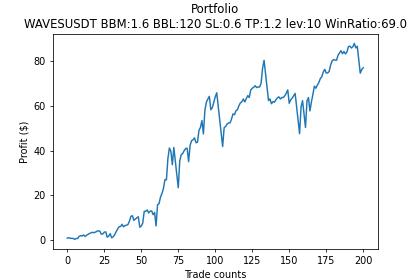 Portfolio
WAVESUSDT BBM:1.6 BBL:120 SL:0.6 TP:1.2 lev:10 WinRatio:69.0
Profit ($)
80
60
40
20
0
0 25 50 75 100 125 150 175 200
Trade counts